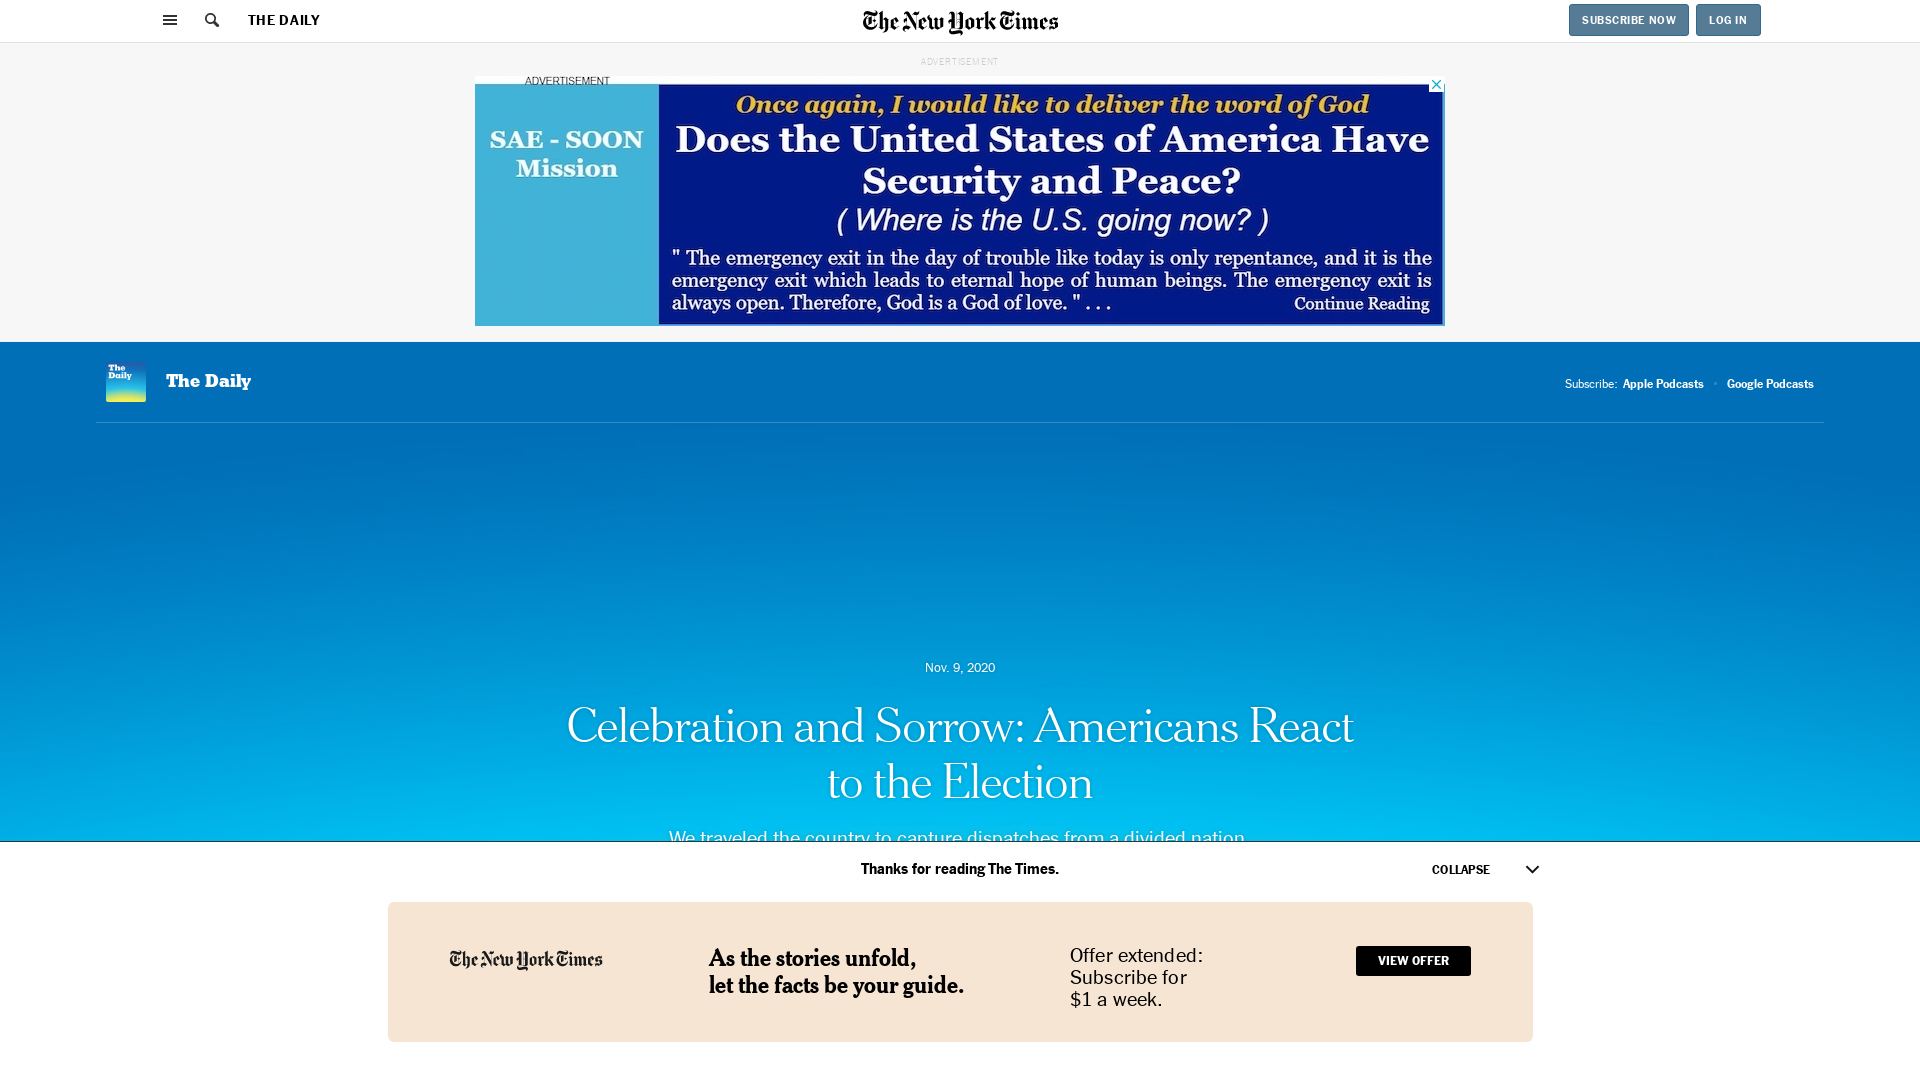 THE DAILY
The New York Times
SUBSCRIBE NOW
LOG IN
ADVERTISEMENT
ADVERTISEMENT
SAE - SOON
Mission
Once again, I would like to deliver the word of God
Does the United States of America Have
Security and Peace?
( Where is the U.S. going now? )
" The emergency exit in the day of trouble like today is only repentance, and it is the
emergency exit which leads to eternal hope of human beings. The emergency exit is
always open. Therefore, God is a God of love. " . . .
Continue Reading
The
Daily
The Daily
Subscribe: Apple Podcasts • Google Podcasts
Nov. 9, 2020
Celebration and Sorrow: Americans React
to the Election
We traveled the country to capture dispatches from a divided nation.
Thanks for reading The Times.
COLLAPSE
The New York Times
As the stories unfold,
let the facts be your guide.
Offer extended:
Subscribe for
$1 a week.
VIEW OFFER